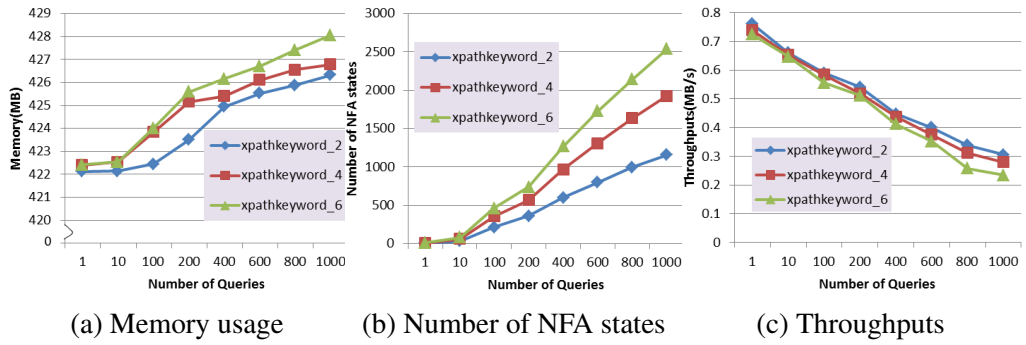 429
428
427
426
425
424
423
422
421
420
0
Memory(MB)
xpathkeyword_2
xpathkeyword_4
xpathkeyword_6
1 10 100 200 400 600 800 1000
Number of Queries
(a) Memory usage
3000
2500
2000
1500
1000
500
0
Number of NFA states
xpathkeyword_2
xpathkeyword_4
xpathkeyword_6
1 10 100 200 400 600 800 1000
Number of Queries
(b) Number of NFA states
0.8
0.7
0.6
0.5
0.4
0.3
0.2
0.1
0
Throughputs(MB/s)
xpathkeyword_2
xpathkeyword_4
xpathkeyword_6
1 10 100 200 400 600 800 1000
Number of Queries
(c) Throughputs